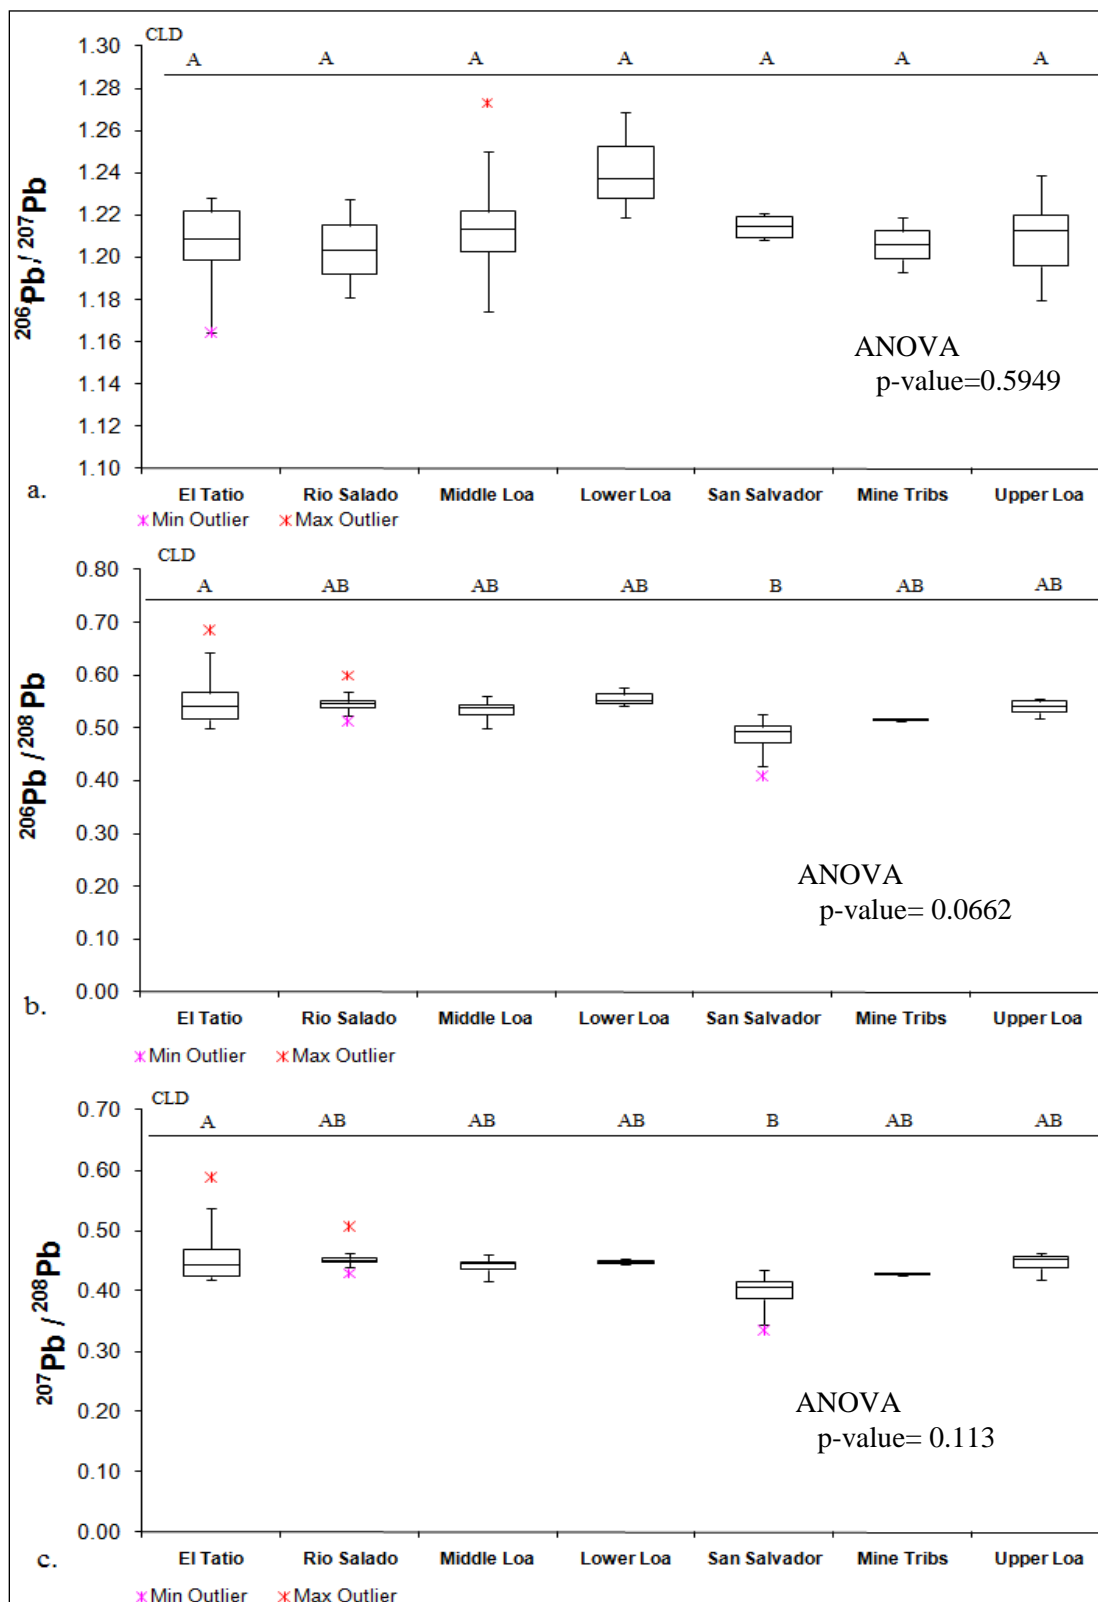 CLD
A A A A A A A
1.30
1.28
1.26
1.24
1.22
1.20
1.18
1.16
1.14
1.12
1.10
206Pb/207Pb
ANOVA
p-value=0.5949
a.
El Tatio Rio Salado Middle Loa Lower Loa San Salvador Mine Tribs Upper Loa
Min Outlier Max Outlier
CLD
A AB AB AB B AB AB
0.80
0.70
0.60
0.50
0.40
0.30
0.20
0.10
0.00
206Pb/208Pb
ANOVA
p-value= 0.0662
b.
El Tatio Rio Salado Middle Loa Lower Loa San Salvador Mine Tribs Upper Loa
Min Outlier Max Outlier
CLD
A AB AB AB B AB AB
0.70
0.60
0.50
0.40
0.30
0.20
0.10
0.00
207Pb/208Pb
ANOVA
p-value= 0.113
c.
El Tatio Rio Salado Middle Loa Lower Loa San Salvador Mine Tribs Upper Loa
Min Outlier Max Outlier